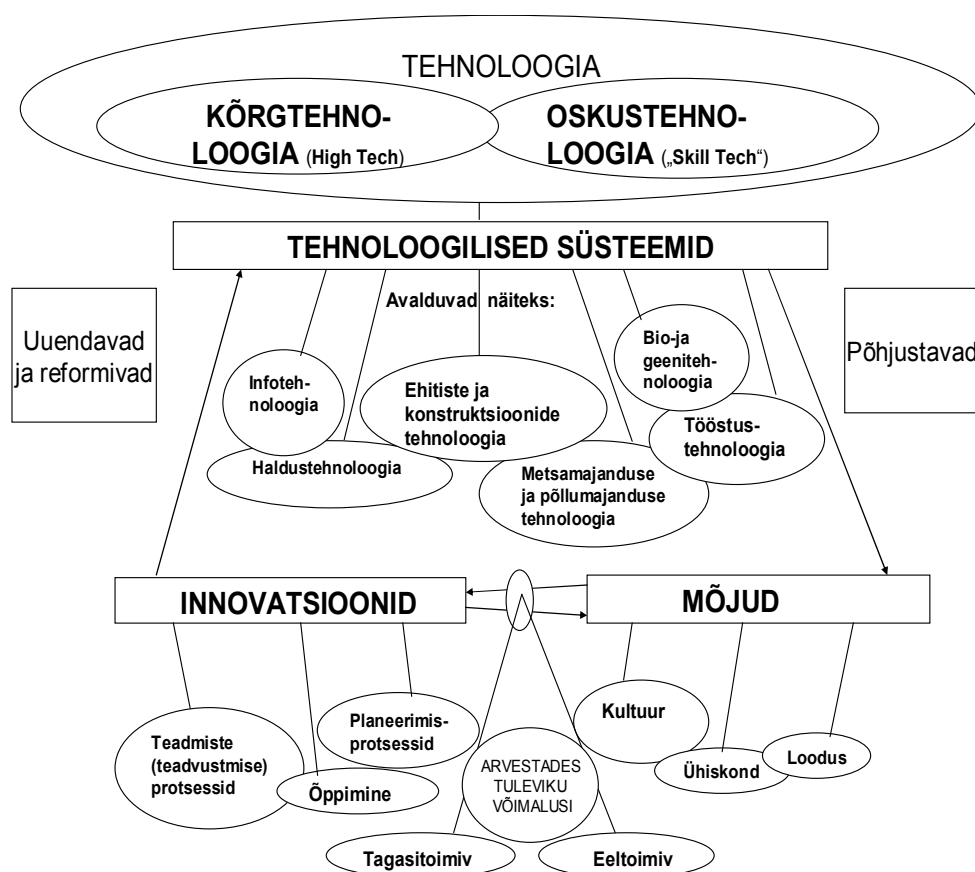 TEHNOLOOGIA
KÕRGTEHNO-
LOOGIA (High Tech)
OSKUSTEHNO-
LOOGIA („Skill Tech“)
TEHNOLOOGILISED SÜSTEEMID
Avalduvad näiteks:
Uuendavad
ja reformivad
Põhjustavad
Infoteh-
noloogia
Haldustehnoloogia
Ehitiste ja
konstruktsioonide
tehnoloogia
Bio-ja
geeniteh-
noloogia
Tööstus-
tehnoloogia
Metsamajanduse
ja põllumajanduse
tehnoloogia
INNOVATSIOONID
MÕJUD
Teadmiste
(teadvustmise)
protsessid
Õppimine
Planeerimis-
protsessid
ARVESTADES
TULEVIKU
VÕIMALUSI
Kultuur
Ühiskond
Loodus
Tagasitoimiv
Eeltoimiv